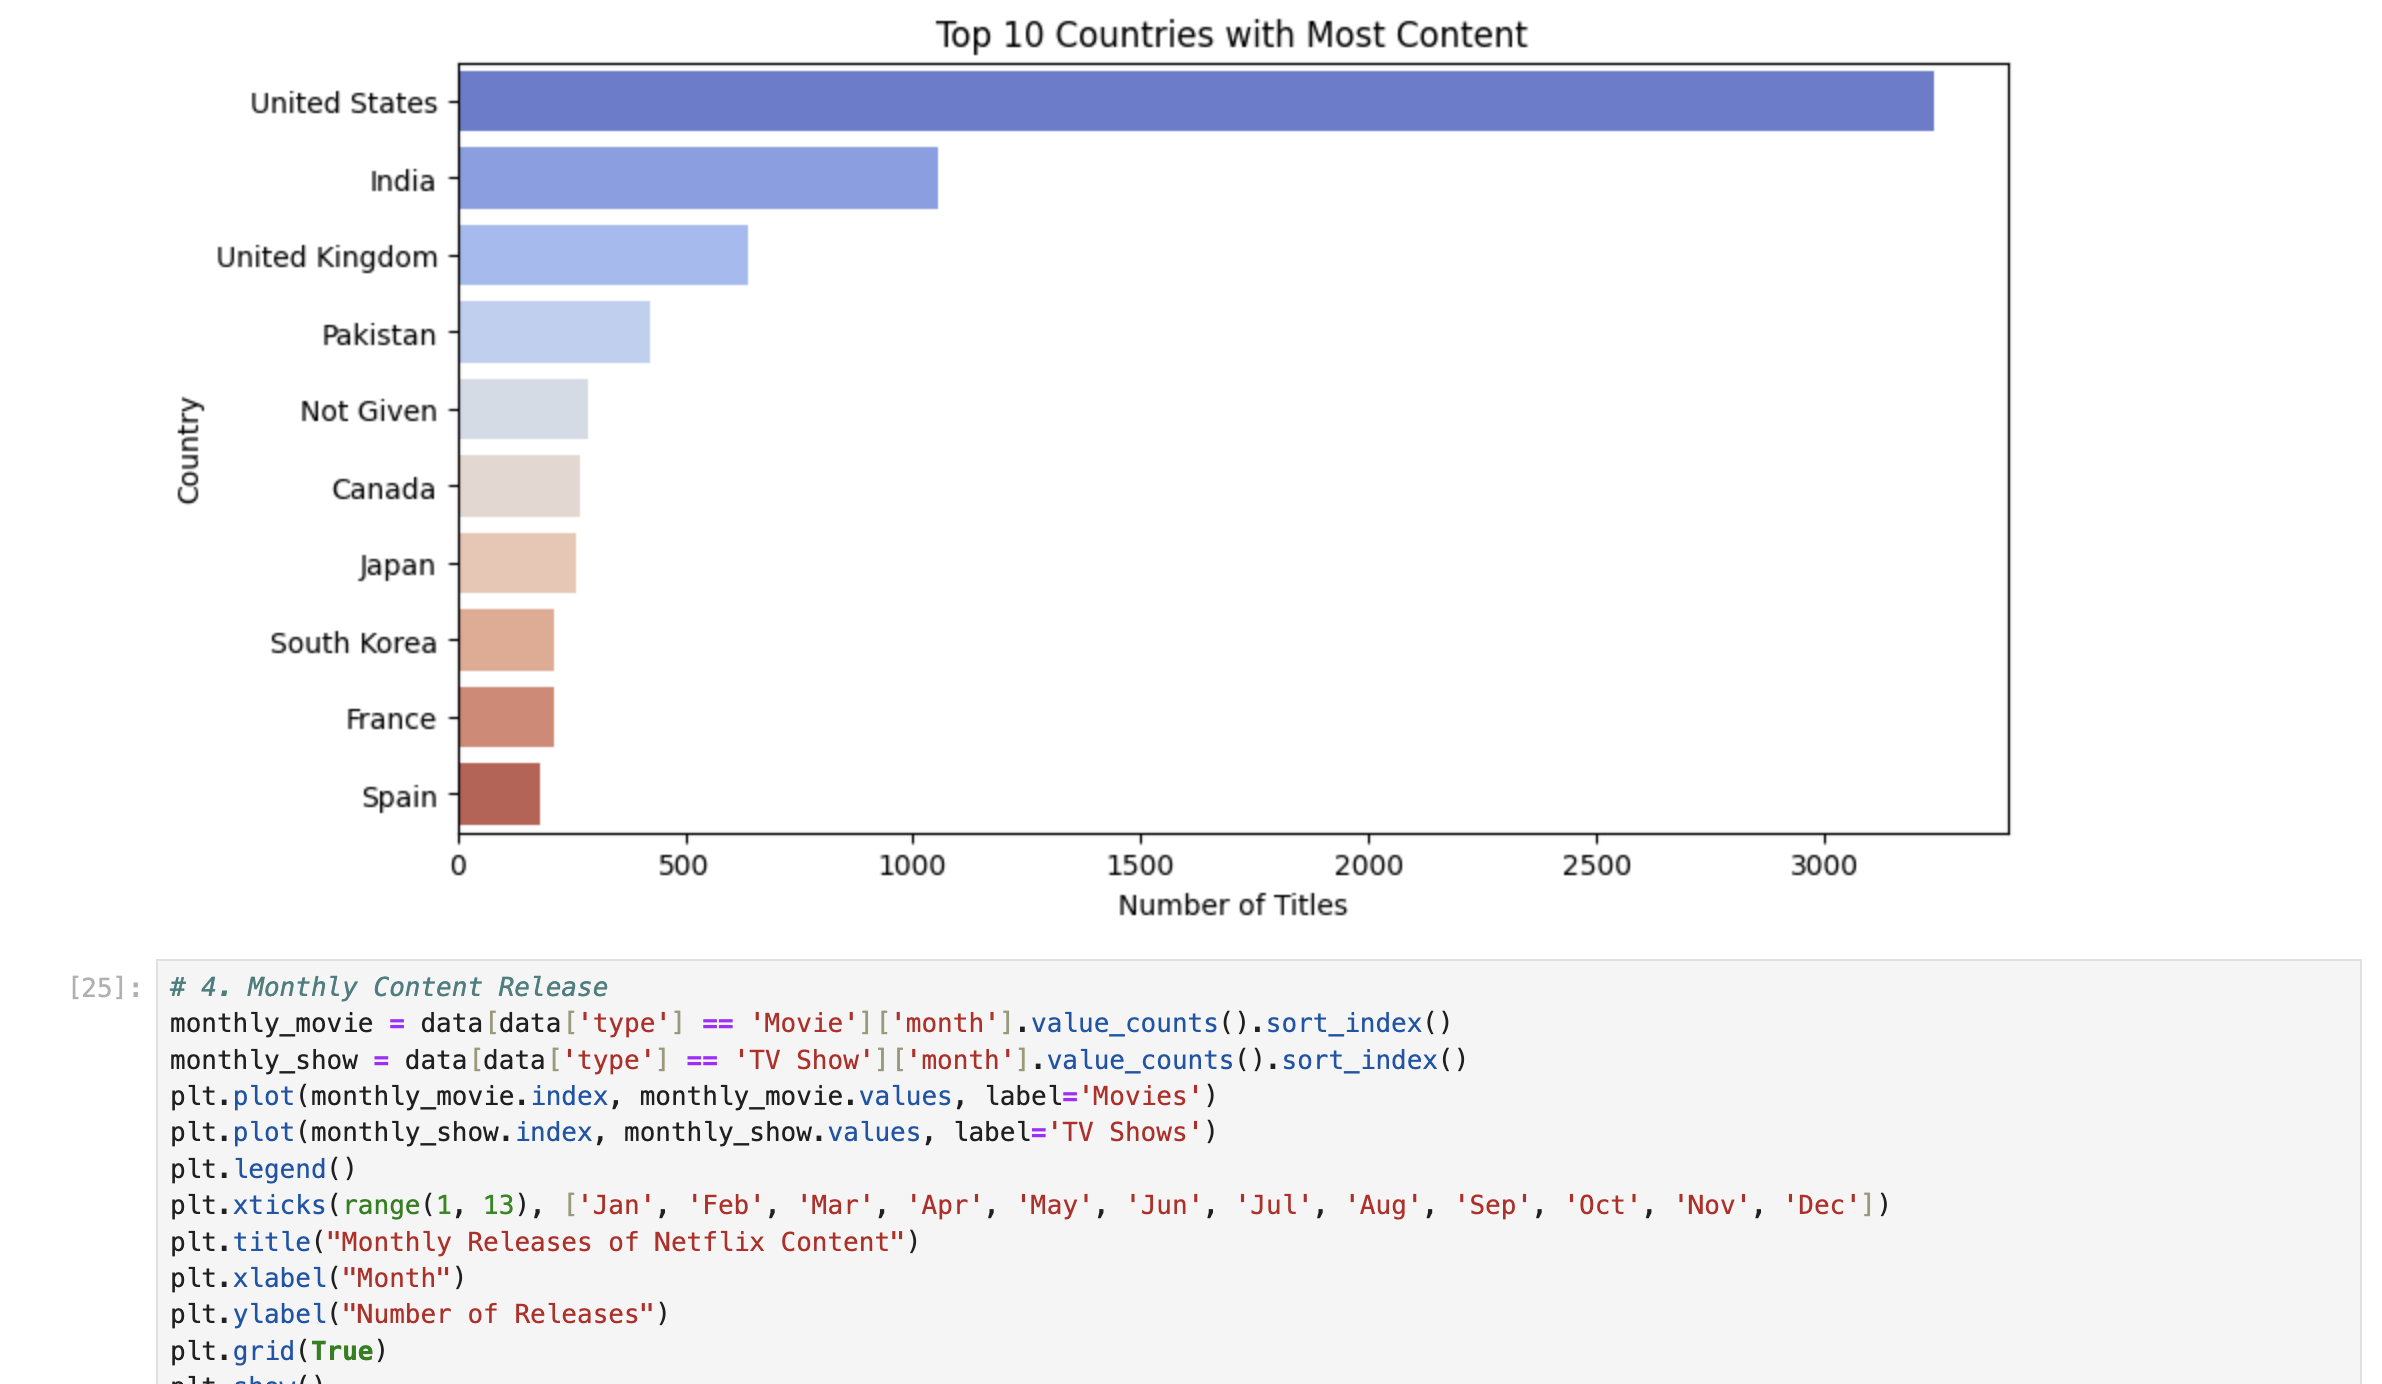 Top 10 Countries with Most Content
United States
India
United Kingdom
Pakistan
Not Given
Canada
Japan
South Korea
France
Spain
Country
0 500 1000 1500 2000 2500 3000
Number of Titles
[25]:
# 4. Monthly Content Release
monthly_movie = data[data['type'] == 'Movie']['month'].value_counts().sort_index()
monthly_show = data[data['type'] == 'TV Show']['month'].value_counts().sort_index()
plt.plot(monthly_movie.index, monthly_movie.values, label='Movies')
plt.plot(monthly_show.index, monthly_show.values, label='TV Shows')
plt.legend()
plt.xticks(range(1, 13), ['Jan', 'Feb', 'Mar', 'Apr', 'May', 'Jun', 'Jul', 'Aug', 'Sep', 'Oct', 'Nov', 'Dec'])
plt.title("Monthly Releases of Netflix Content")
plt.xlabel("Month")
plt.ylabel("Number of Releases")
plt.grid(True)
plt.show()